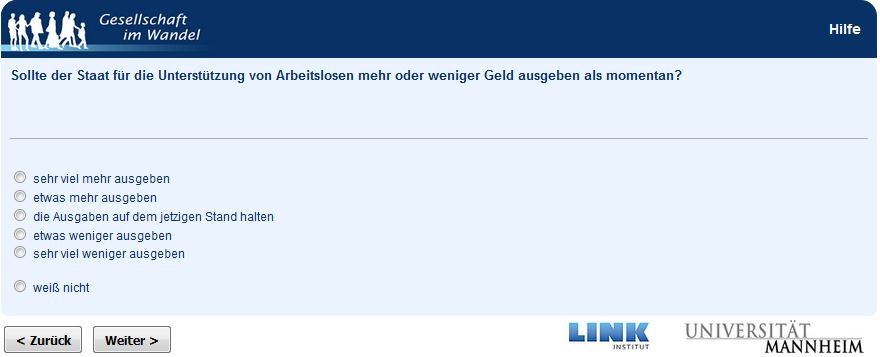 Gesellschaft
im Wandel
Hilfe
Sollte der Staat für die Unterstützung von Arbeitslosen mehr oder weniger Geld ausgeben als momentan?
sehr viel mehr ausgeben
etwas mehr ausgeben
die Ausgaben auf dem jetzigen Stand halten
etwas weniger ausgeben
sehr viel weniger ausgeben
weiß nicht
< Zurück
Weiter >
LINK
INSTITUT
UNIVERSITÄT
MANNHEIM